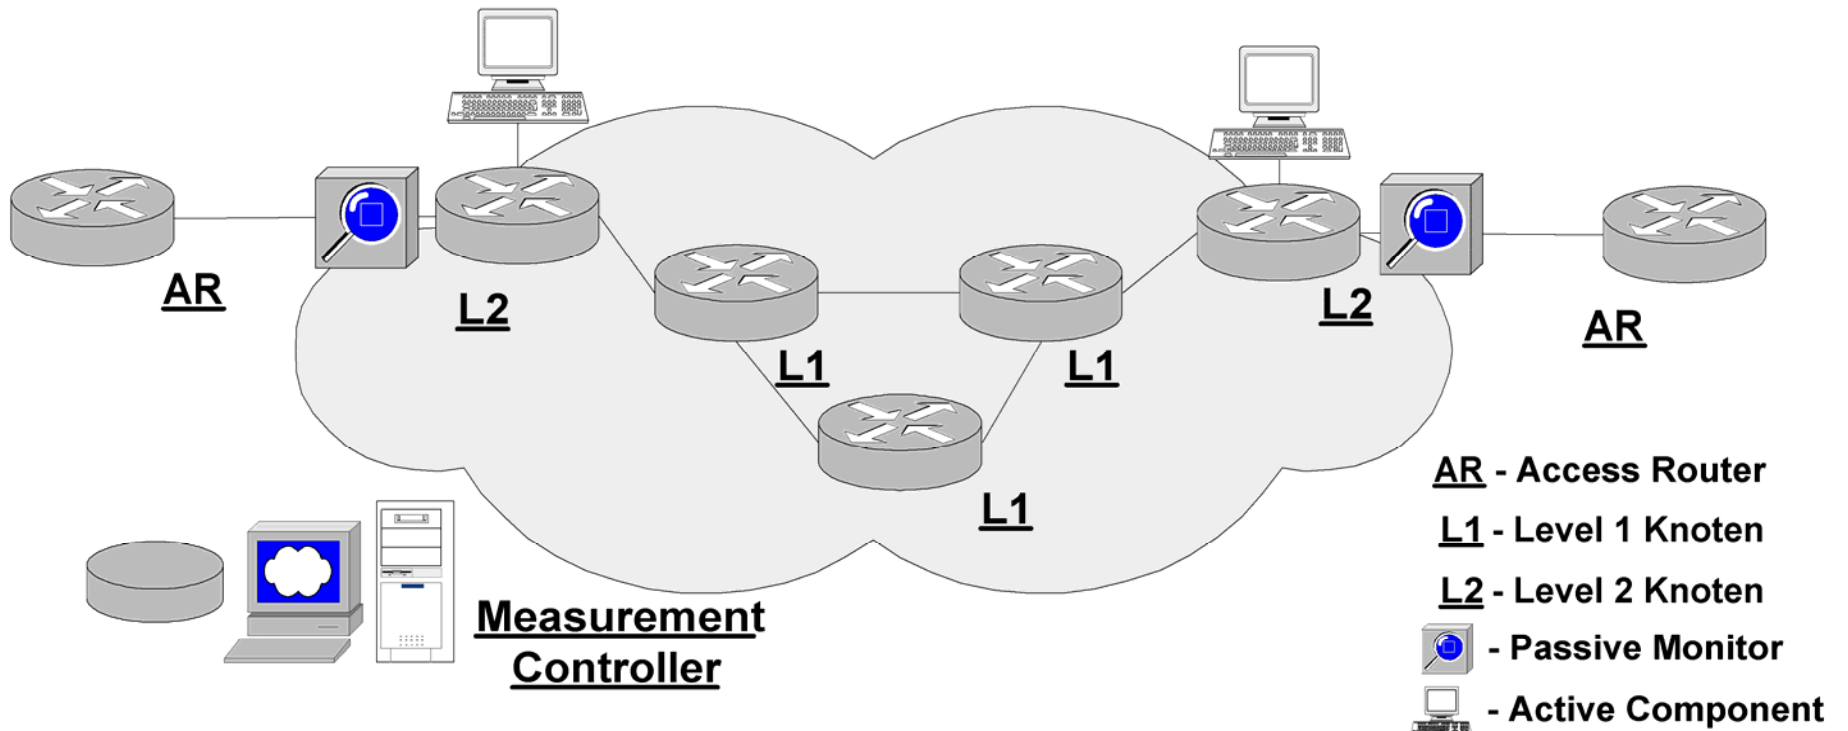 AR
L2
L1
L1
L1
L2
AR
Measurement
Controller
AR - Access Router
L1 - Level 1 Knoten
L2 - Level 2 Knoten
- Passive Monitor
- Active Component